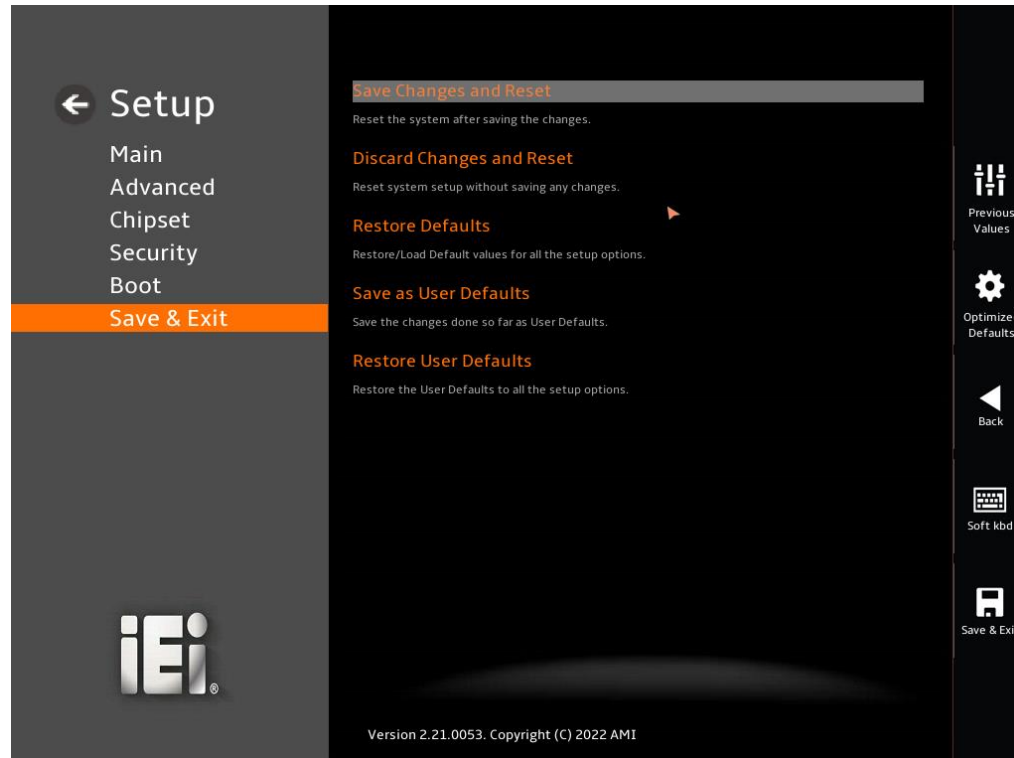 Setup
Main
Advanced
Chipset
Security
Boot
Save & Exit
iEi®
Save Changes and Reset
Reset the system after saving the changes.
Discard Changes and Reset
Reset system setup without saving any changes.
Restore Defaults
Restore/Load Default values for all the setup options.
Save as User Defaults
Save the changes done so far as User Defaults.
Restore User Defaults
Restore the User Defaults to all the setup options.
Version 2.21.0053. Copyright (C) 2022 AMI
Previous
Values
Optimize
Defaults
Back
Soft kbd
Save & Exi